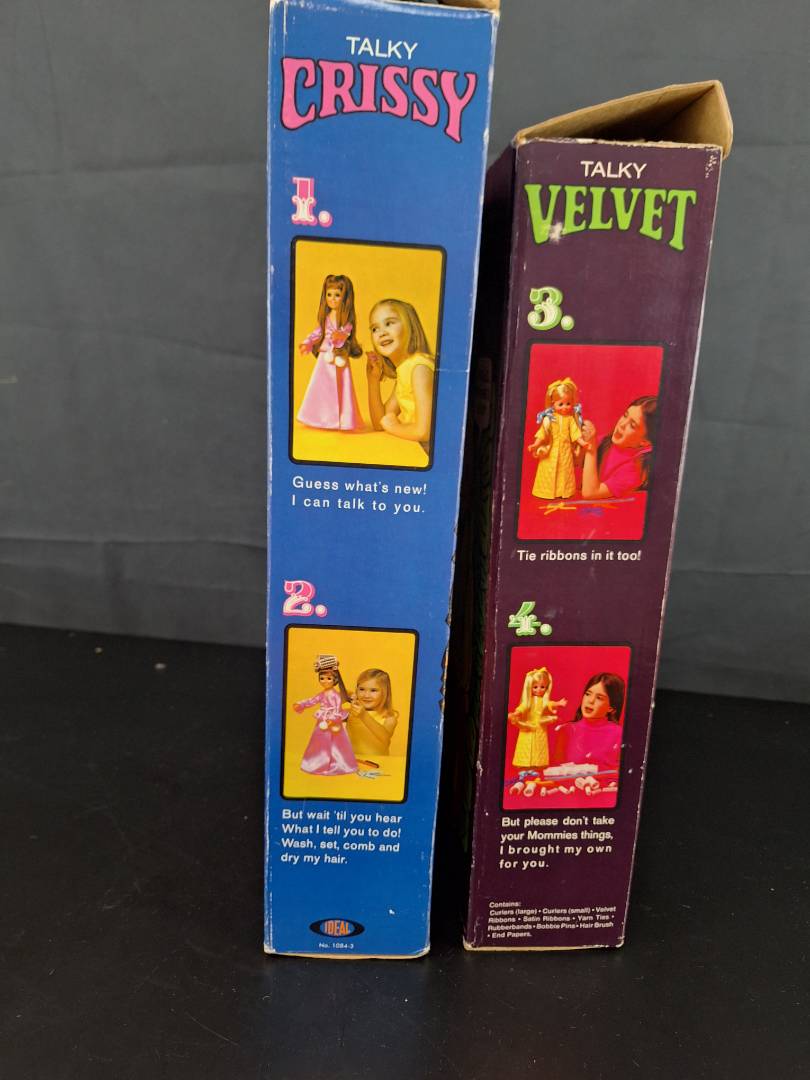 TALKY
CRISSY
1.
Guess what's new!
I can talk to you.
2.
But wait 'til you hear
What I tell you to do!
Wash, set, comb and
dry my hair.
IDEAL
No. 1084-3
TALKY
VELVET
3.
Tie ribbons in it too!
4.
But please don't take
your Mommies things,
I brought my own
for you.
Contains:
Curlers (large) • Curlers (small) • Velvet
Ribbons • Satin Ribbons • Yarn Ties •
Rubberbands • Bobbie Pins • Hair Brush
• End Papers.